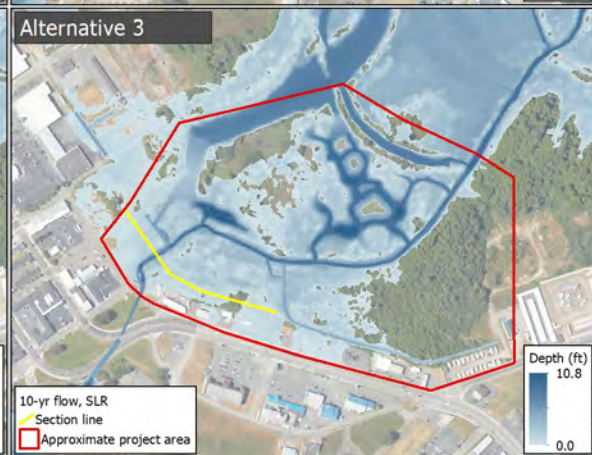 Alternative 3
10-yr flow, SLR
Section line
Approximate project area
Depth (ft)
10.8
0.0